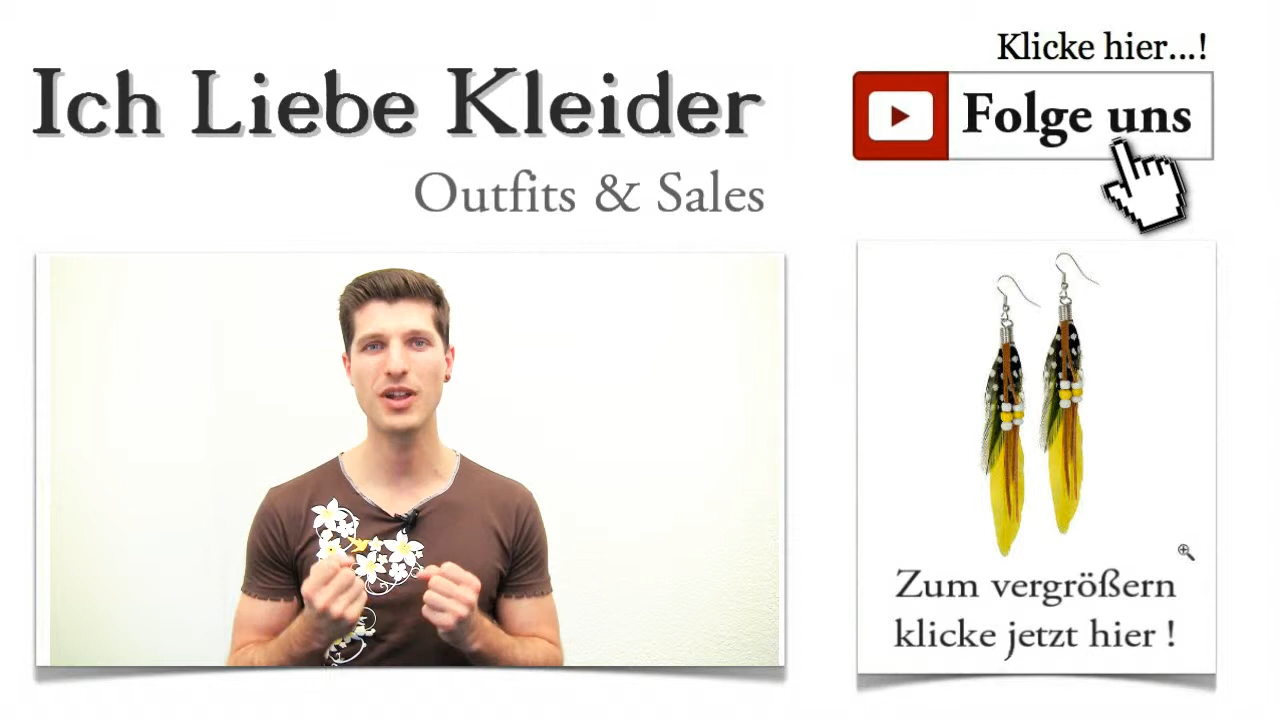 Ich Liebe Kleider
Outfits & Sales
Klicke hier...!
Folge uns
Zum vergrößern
klicke jetzt hier !